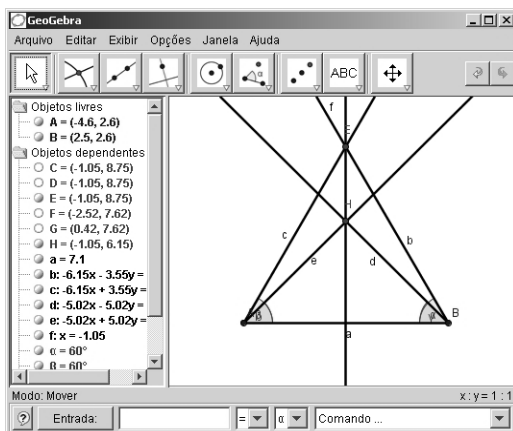 GeoGebra
Arquivo Editar Exibir Opções Janela Ajuda
ABC
Objetos livres
A = (-4.6, 2.6)
B = (2.5, 2.6)
Objetos dependentes
C = (-1.05, 8.75)
D = (-1.05, 8.75)
E = (-1.05, 8.75)
F = (-2.52, 7.62)
G = (0.42, 7.62)
H = (-1.05, 6.15)
a = 7.1
b: -6.15x - 3.55y =
c: -6.15x + 3.55y =
d: -5.02x - 5.02y =
e: -5.02x + 5.02y =
f: x = -1.05
α = 60°
β = 60°
f
E
H
c
b
e
d
β
B
a
Modo: Mover
x : y = 1 : 1
Entrada:
=
α
Comando ...